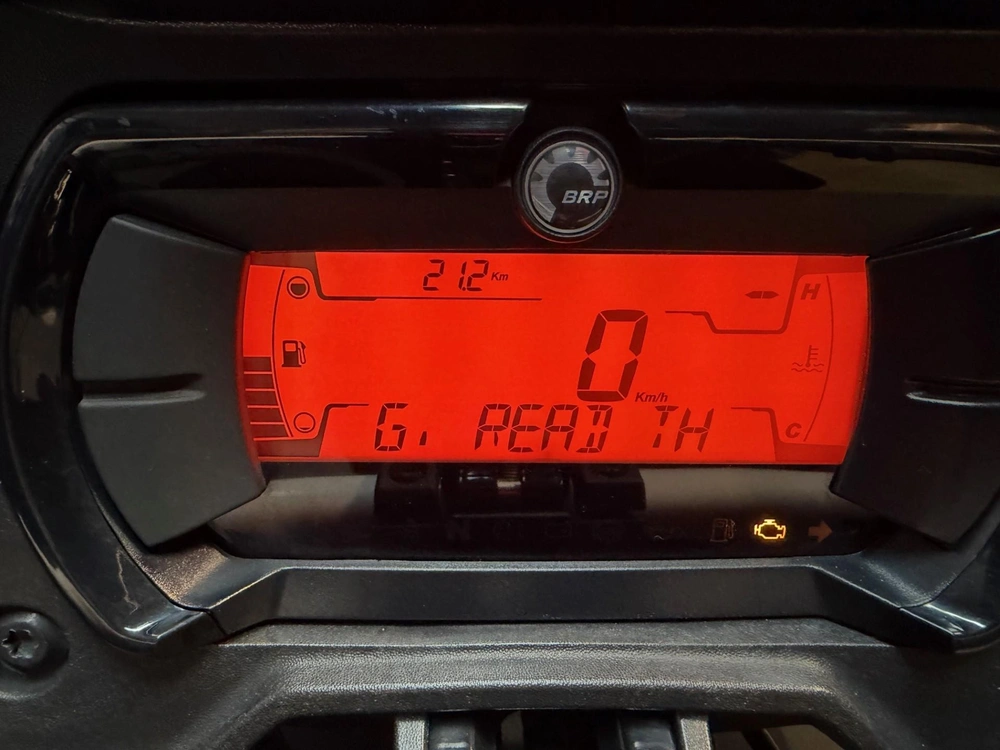 BRP
21.2 Km
H
0 Km/h
G. READ TH
C